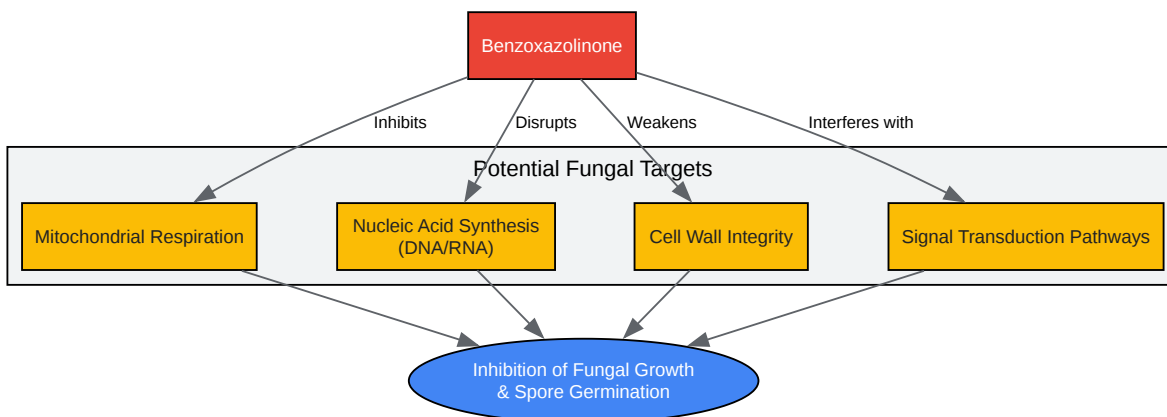 Benzoxazolinone
Inhibits
Disrupts
Weakens
Interferes with
Potential Fungal Targets
Mitochondrial Respiration
Nucleic Acid Synthesis
(DNA/RNA)
Cell Wall Integrity
Signal Transduction Pathways
Inhibition of Fungal Growth
& Spore Germination